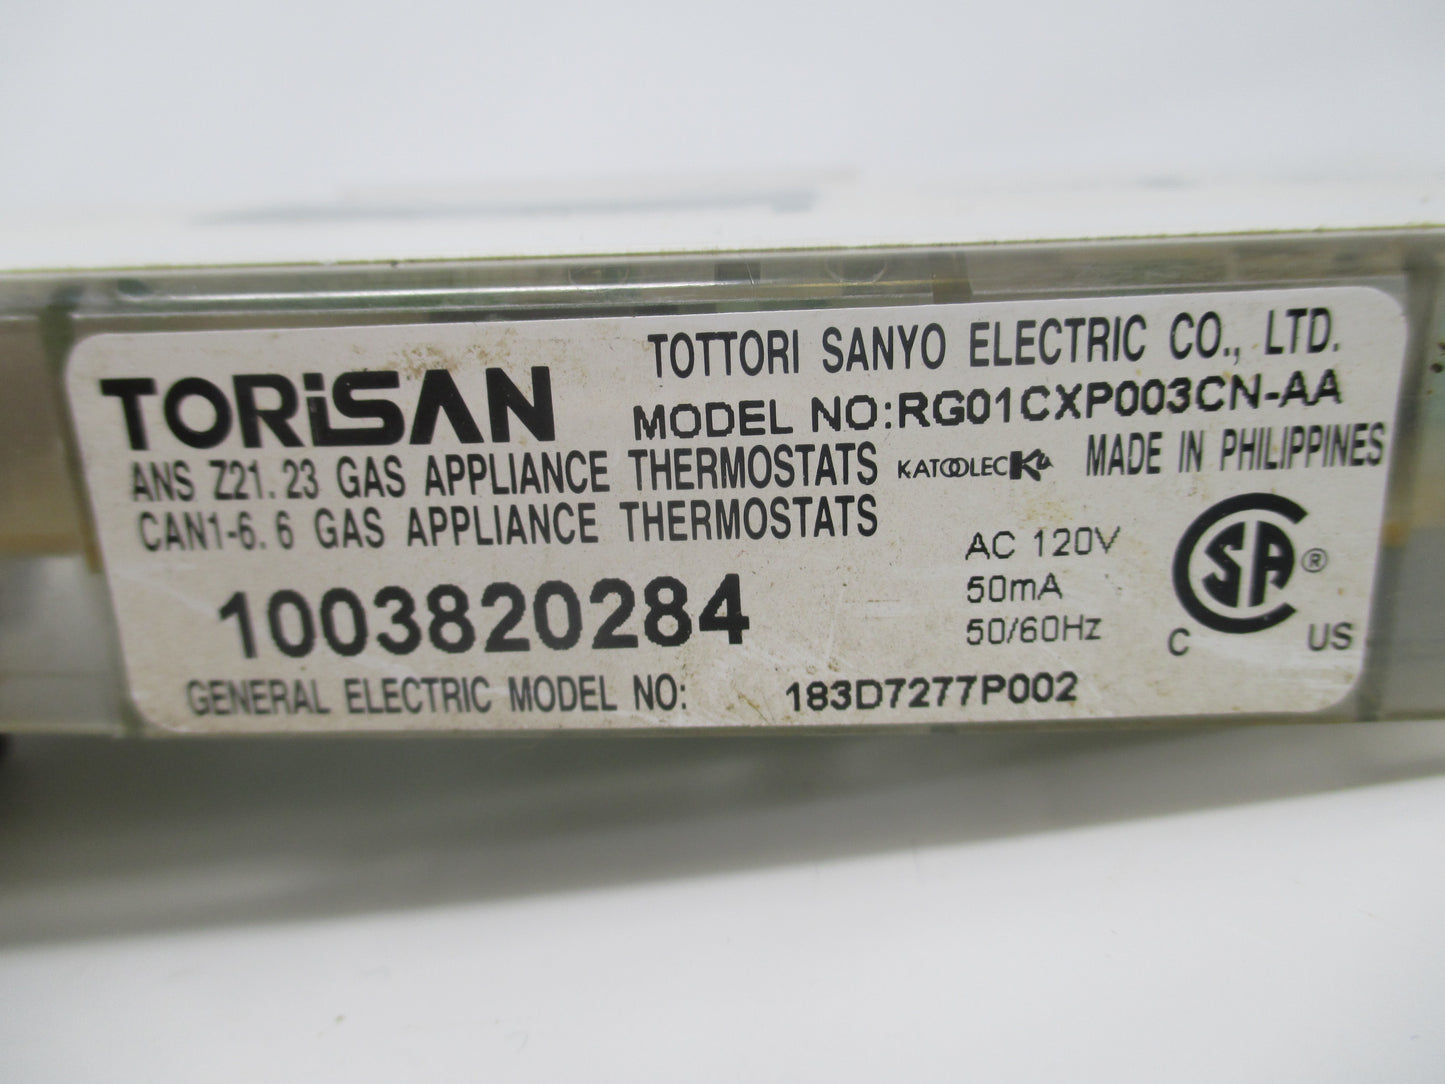 TORiSAN
TOTTORI SANYO ELECTRIC CO., LTD.
MODEL NO:RG01CXP003CN-AA
ANS Z21.23 GAS APPLIANCE THERMOSTATS
KATOOLEC
MADE IN PHILIPPINES
CAN1-6.6 GAS APPLIANCE THERMOSTATS
AC 120V
50mA
50/60Hz
C SA ® US
1003820284
GENERAL ELECTRIC MODEL NO: 183D7277P002